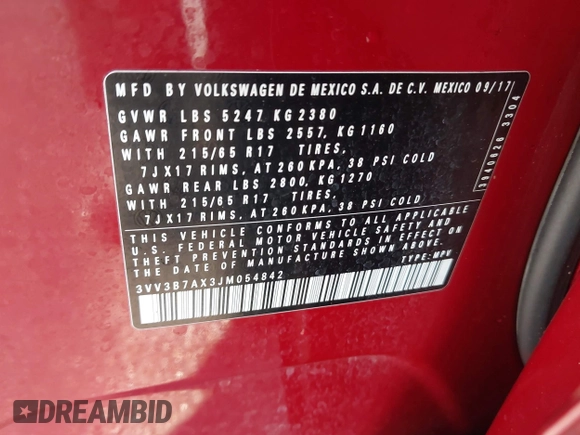 MFD BY VOLKSWAGEN DE MEXICO S.A. DE C.V. MEXICO 09/17
GVWR LBS 5247 KG 2380
GAWR FRONT LBS 2557, KG 1160
WITH 215/65 R17 TIRES,
7JX17 RIMS, AT 260 KPA, 38 PSI COLD
GAWR REAR LBS 2800, KG 1270
WITH 215/65 R17 TIRES,
7JX17 RIMS, AT 260 KPA, 38 PSI COLD
THIS VEHICLE CONFORMS TO ALL APPLICABLE
U.S. FEDERAL MOTOR VEHICLE SAFETY AND
THEFT PREVENTION STANDARDS IN EFFECT ON
THE DATE OF MANUFACTURE SHOWN ABOVE.
3VV3B7AX3JM054842 TYPE: MPV
3940626 3304
DREAMBID